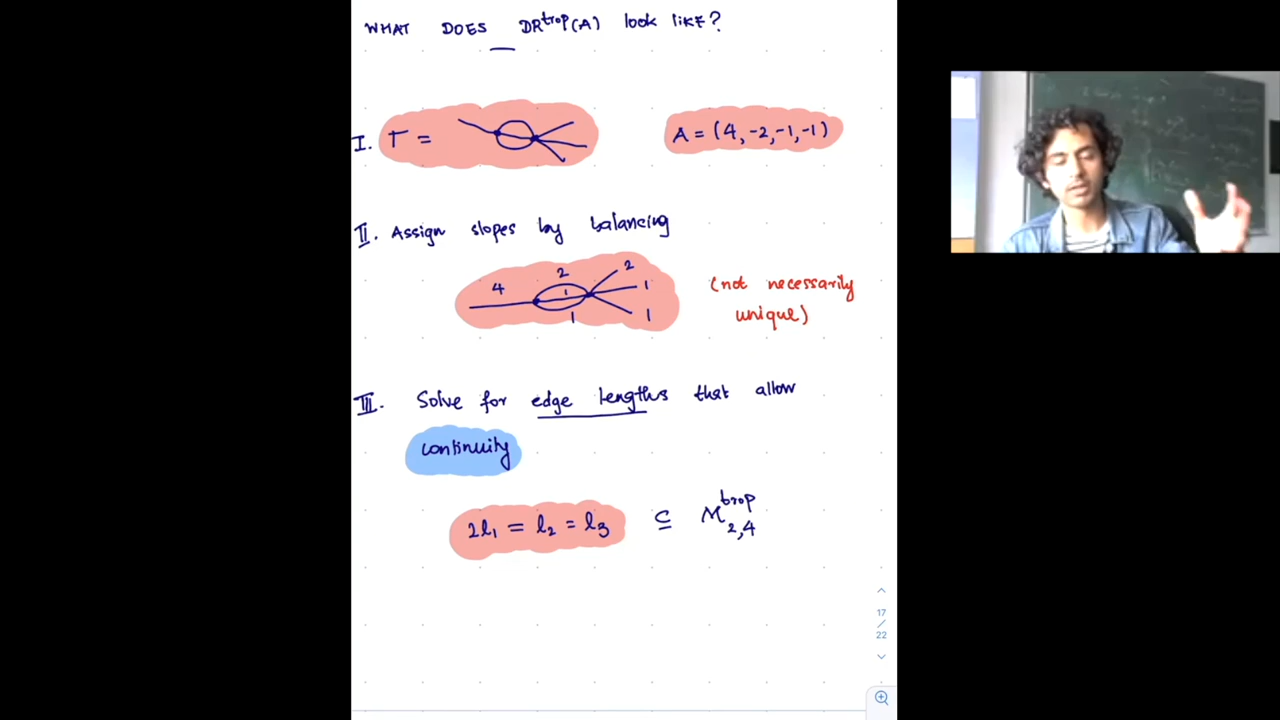 WHAT DOES DR^trop(A) look like?
I. Γ = A = (4, -2, -1, -1)
II. Assign slopes by balancing
4 2 1 1 2 1 1
(not necessarily
unique)
III. Solve for edge lengths that allow
continuity
2l₁ = l₂ = l₃ ⊆ M^trop_2,4
17
/
22